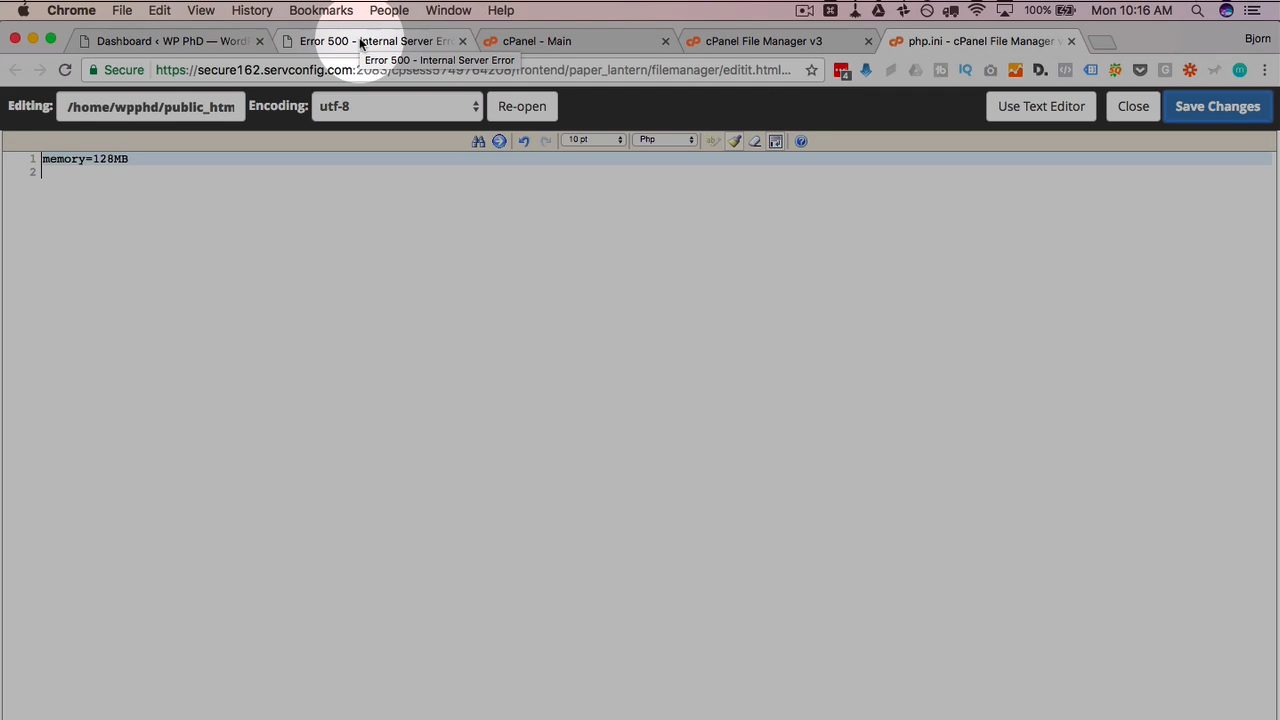 Chrome File Edit View History Bookmarks People Window Help 100% Mon 10:16 AM
Dashboard ‹ WP PhD — Word Error 500 - Internal Server Err cPanel - Main cPanel File Manager v3 php.ini - cPanel File Manager v Bjorn
Error 500 - Internal Server Error
Secure https://secure162.servconfig.com:2083/cpsess5749764208/frontend/paper_lantern/filemanager/editit.html... 4
Editing: /home/wpphd/public_htm Encoding: utf-8 Re-open Use Text Editor Close Save Changes
10 pt Php
1 memory=128MB
2